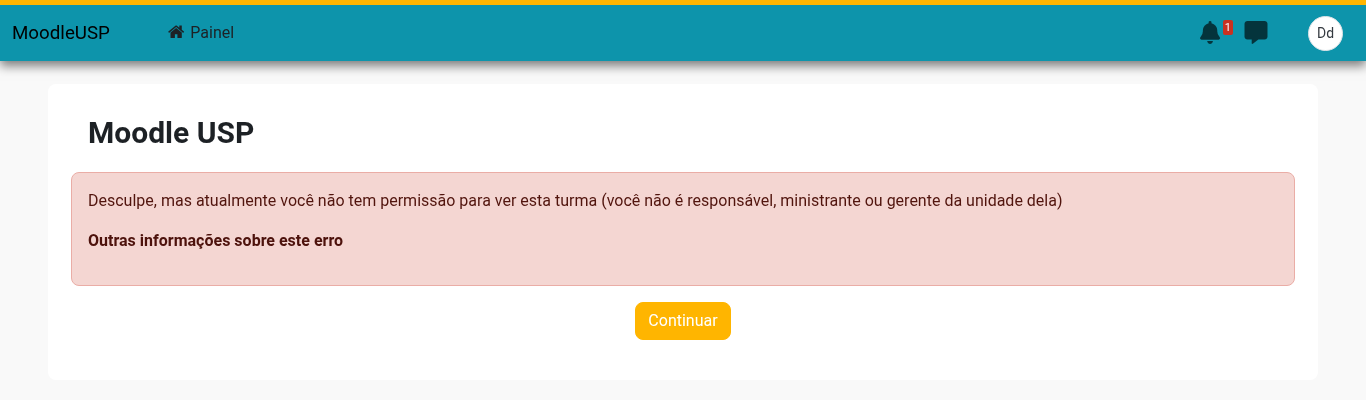 MoodleUSP
Painel
1
Dd
Moodle USP
Desculpe, mas atualmente você não tem permissão para ver esta turma (você não é responsável, ministrante ou gerente da unidade dela)
Outras informações sobre este erro
Continuar